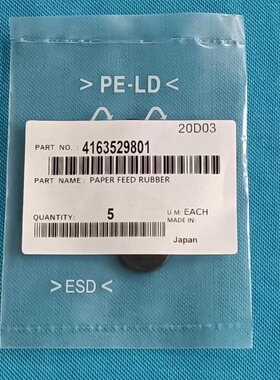 > PE-LD <
20D03
PART NO. : 4163529801
PART NAME : PAPER FEED RUBBER
QUANTITY: 5 U M: EACH
MADE IN:
Japan
> ESD <